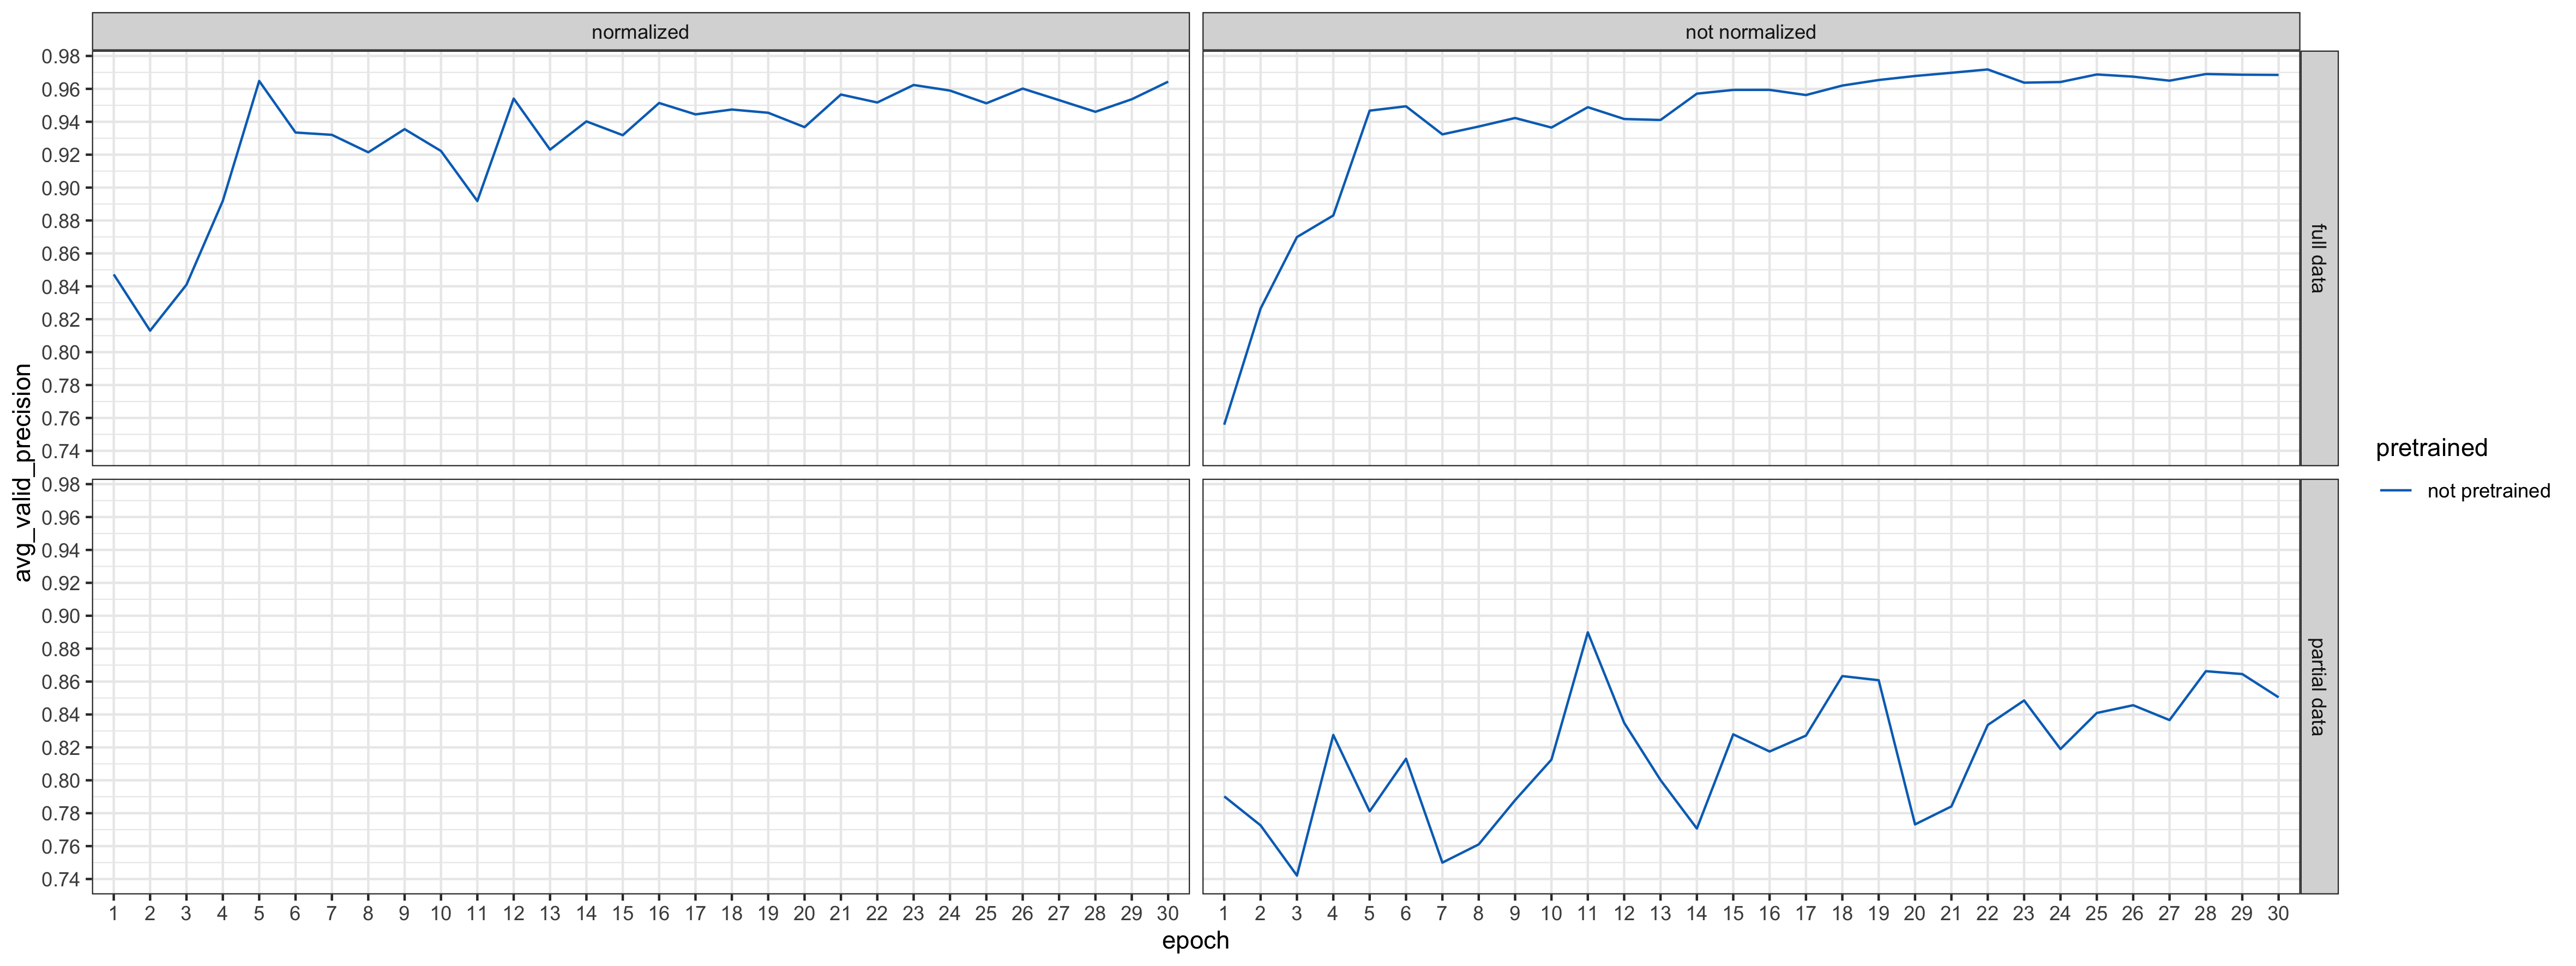 normalized
not normalized
0.98
0.96
0.94
0.92
0.90
0.88
0.86
0.84
0.82
0.80
0.78
0.76
0.74
full data
0.98
0.96
0.94
0.92
0.90
0.88
0.86
0.84
0.82
0.80
0.78
0.76
0.74
partial data
avg_valid_precision
1 2 3 4 5 6 7 8 9 10 11 12 13 14 15 16 17 18 19 20 21 22 23 24 25 26 27 28 29 30
1 2 3 4 5 6 7 8 9 10 11 12 13 14 15 16 17 18 19 20 21 22 23 24 25 26 27 28 29 30
epoch
pretrained
not pretrained